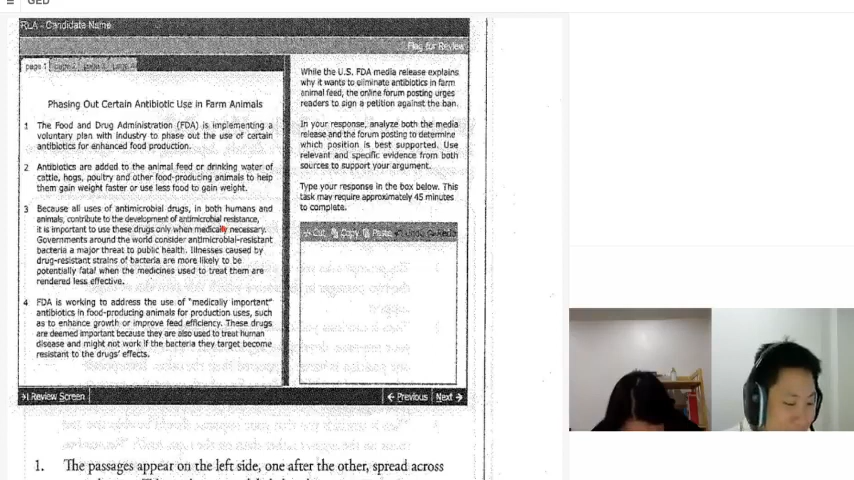 GED
RLA - Candidate Name
Flag for Review
page 1 page 2 page 3 page 4
Phasing Out Certain Antibiotic Use in Farm Animals
1 The Food and Drug Administration (FDA) is implementing a
voluntary plan with industry to phase out the use of certain
antibiotics for enhanced food production.
2 Antibiotics are added to the animal feed or drinking water of
cattle, hogs, poultry and other food-producing animals to help
them gain weight faster or use less food to gain weight.
3 Because all uses of antimicrobial drugs, in both humans and
animals, contribute to the development of antimicrobial resistance,
it is important to use these drugs only when medically necessary.
Governments around the world consider antimicrobial-resistant
bacteria a major threat to public health. Illnesses caused by
drug-resistant strains of bacteria are more likely to be
potentially fatal when the medicines used to treat them are
rendered less effective.
4 FDA is working to address the use of "medically important"
antibiotics in food-producing animals for production uses, such
as to enhance growth or improve feed efficiency. These drugs
are deemed important because they are also used to treat human
disease and might not work if the bacteria they target become
resistant to the drugs' effects.
While the U.S. FDA media release explains
why it wants to eliminate antibiotics in farm
animal feed, the online forum posting urges
readers to sign a petition against the ban.
In your response, analyze both the media
release and the forum posting to determine
which position is best supported. Use
relevant and specific evidence from both
sources to support your argument.
Type your response in the box below. This
task may require approximately 45 minutes
to complete.
Cut Copy Paste Undo Redo
Review Screen
Previous Next
1. The passages appear on the left side, one after the other, spread across